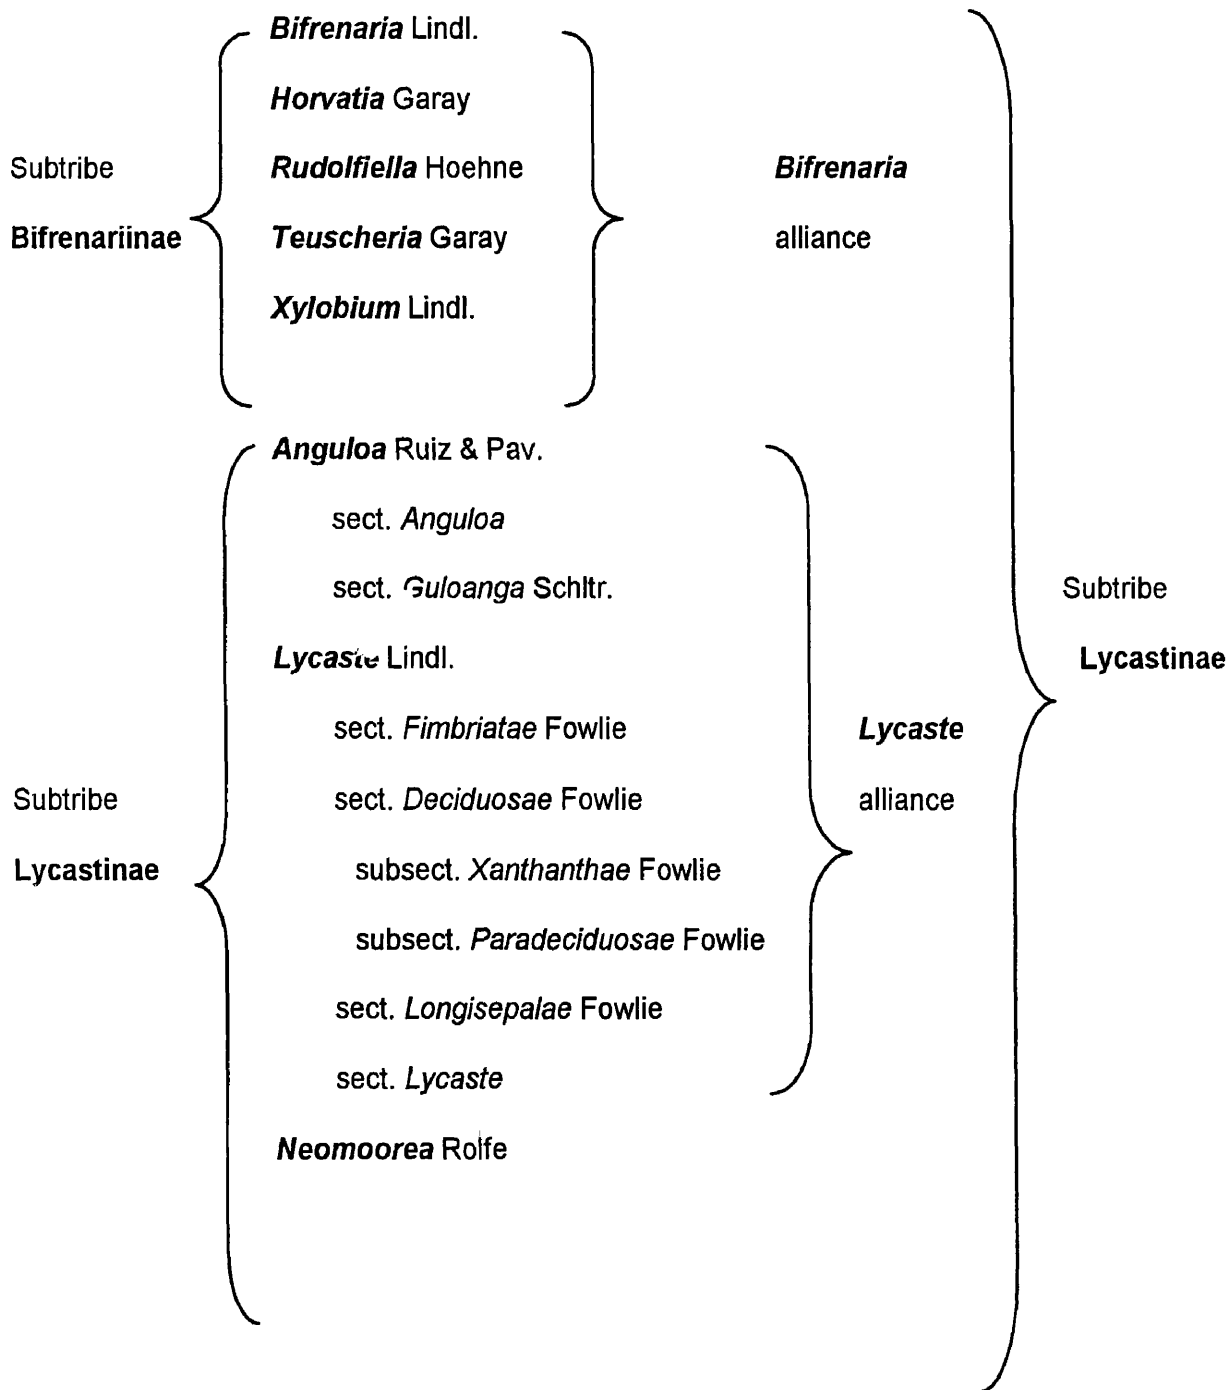 Bifrenaria Lindl.
Horvatia Garay
Subtribe Rudolfiella Hoehne Bifrenaria
Bifrenariinae Teuscheria Garay alliance
Xylobium Lindl.
Anguloa Ruiz & Pav.
sect. Anguloa
sect. Guloanga Schltr. Subtribe
Lycaste Lindl. Lycastinae
sect. Fimbriatae Fowlie Lycaste
Subtribe sect. Deciduosae Fowlie alliance
Lycastinae subsect. Xanthanthae Fowlie
subsect. Paradeciduosae Fowlie
sect. Longisepalae Fowlie
sect. Lycaste
Neomoorea Rolfe